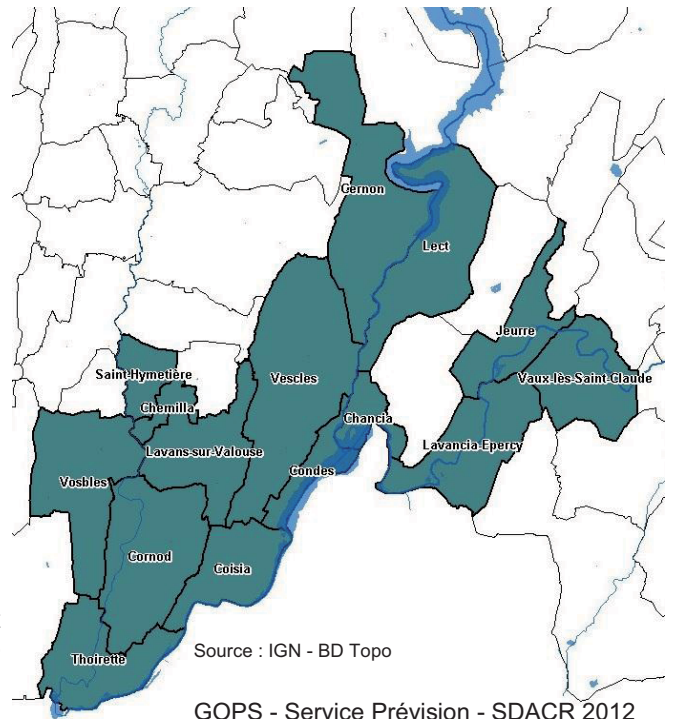 Cernon
Lect
Jeurre
Saint-Hymetière
Vescles
Vaux-lès-Saint-Claude
Chemilla
Chancia
Lavancia-Epercy
Lavans-sur-Valouse
Condes
Vosbles
Cornod
Coisia
Source : IGN - BD Topo
Thoirette
GOPS - Service Prévision - SDACR 2012